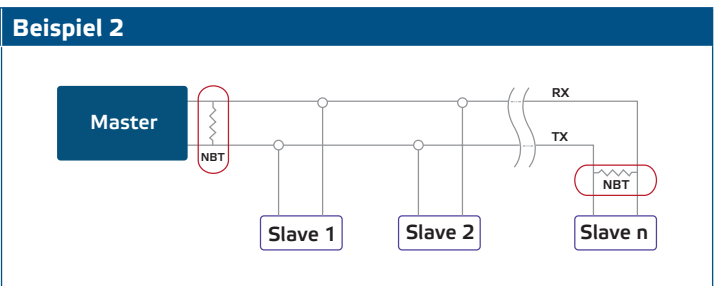 Beispiel 2
RX
Master
TX
NBT
NBT
Slave 1
Slave 2
Slave n